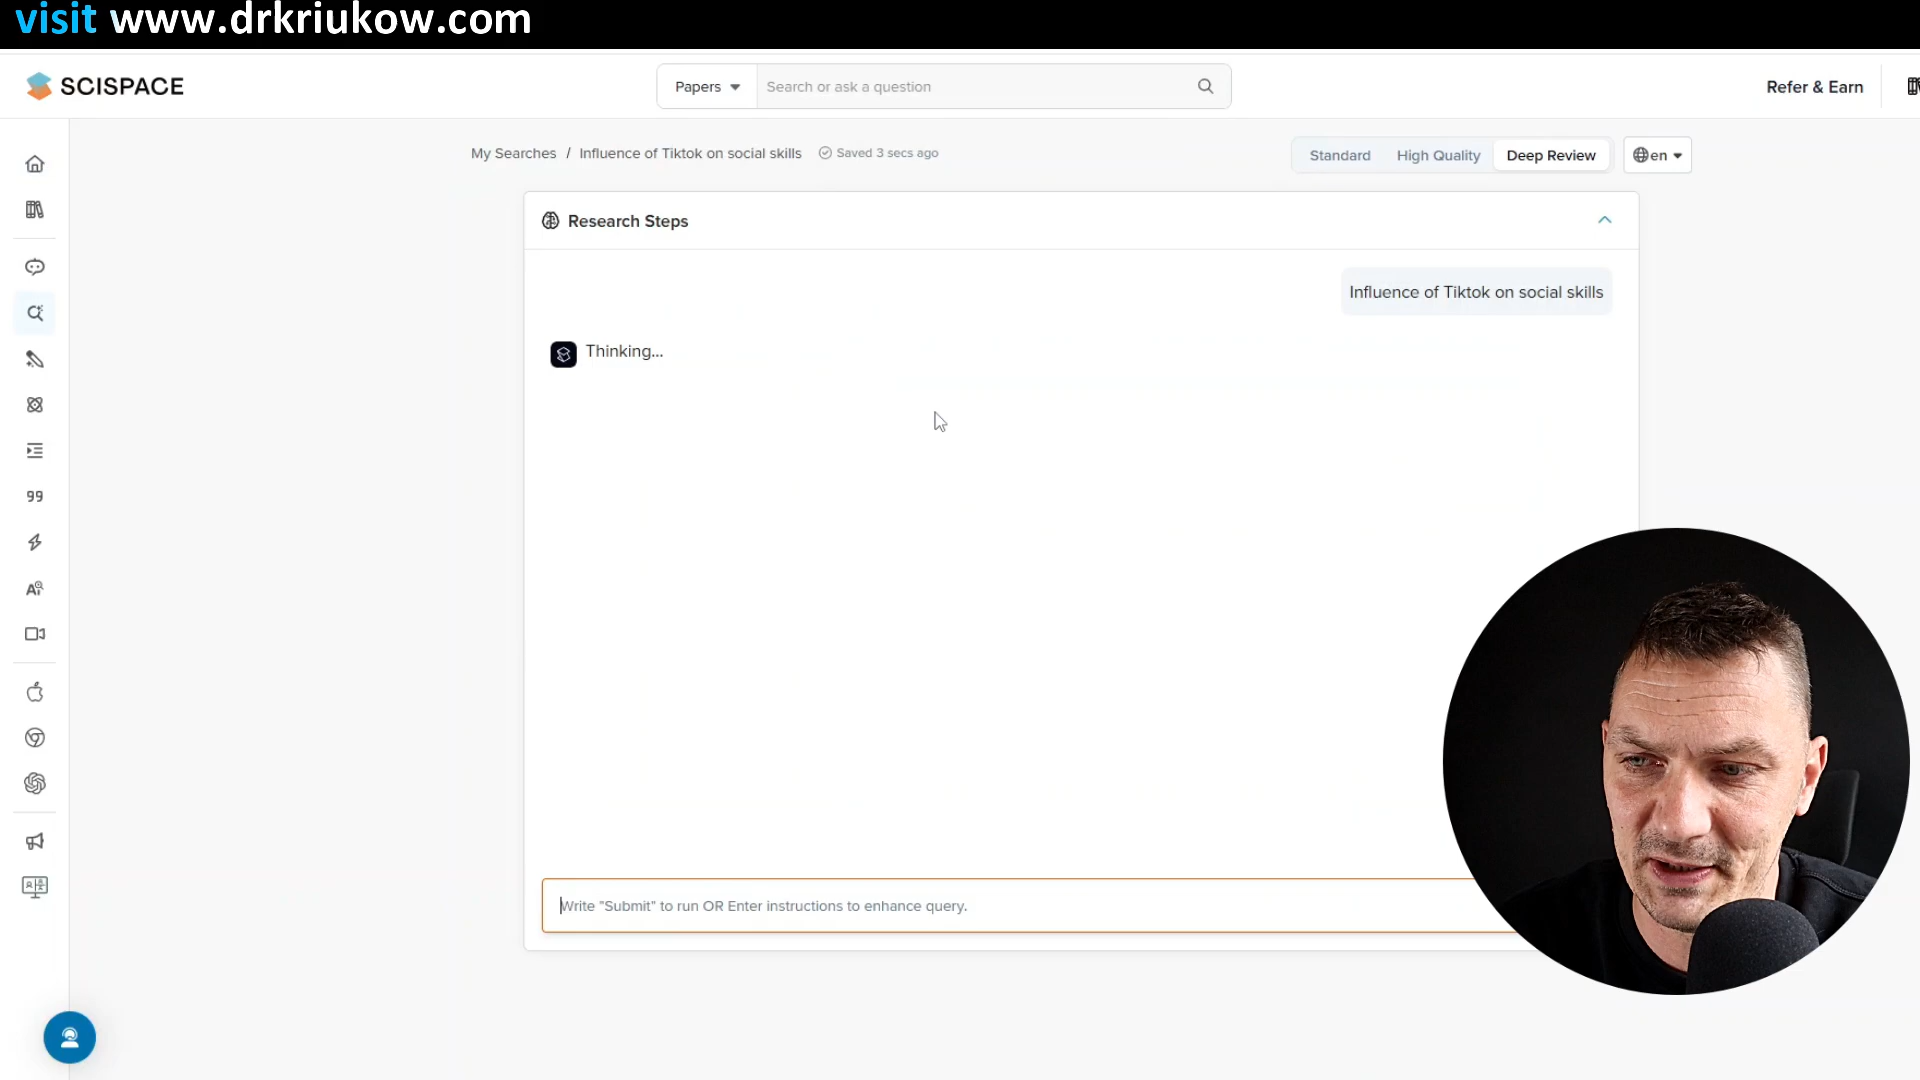 visit www.drkriukow.com
SCISPACE
Papers
Search or ask a question
Refer & Earn
My Searches / Influence of Tiktok on social skills
Saved 3 secs ago
Standard
High Quality
Deep Review
en
Research Steps
Influence of Tiktok on social skills
Thinking...
Write "Submit" to run OR Enter instructions to enhance query.